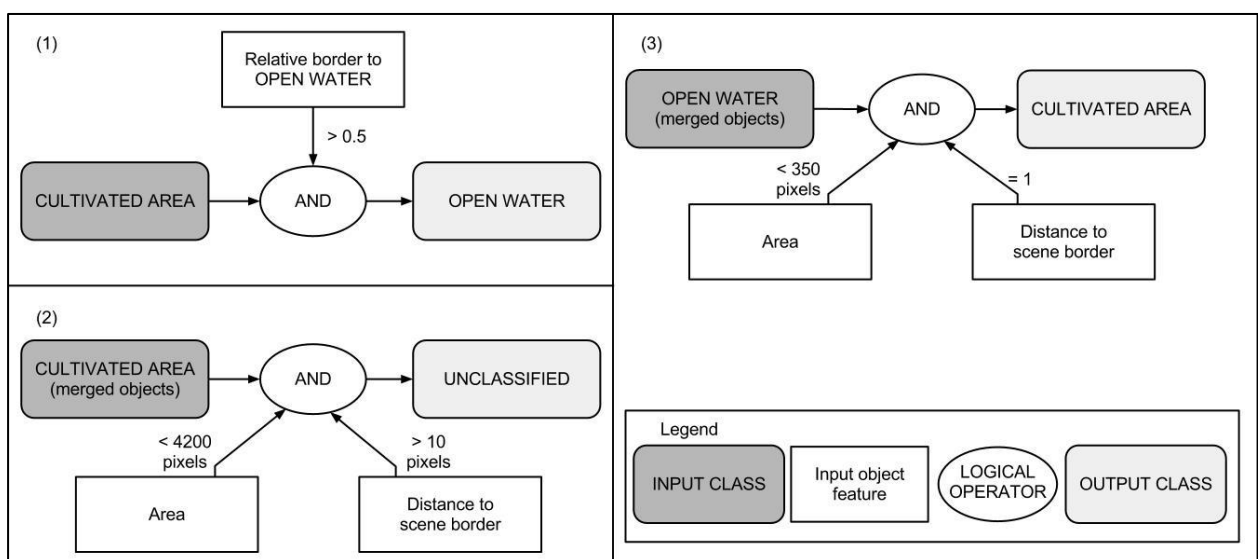 (1)
Relative border to
OPEN WATER
> 0.5
CULTIVATED AREA
AND
OPEN WATER
(2)
CULTIVATED AREA
(merged objects)
AND
UNCLASSIFIED
< 4200
pixels
> 10
pixels
Area
Distance to
scene border
(3)
OPEN WATER
(merged objects)
AND
CULTIVATED AREA
< 350
pixels
= 1
Area
Distance to
scene border
Legend
INPUT CLASS
Input object
feature
LOGICAL
OPERATOR
OUTPUT CLASS